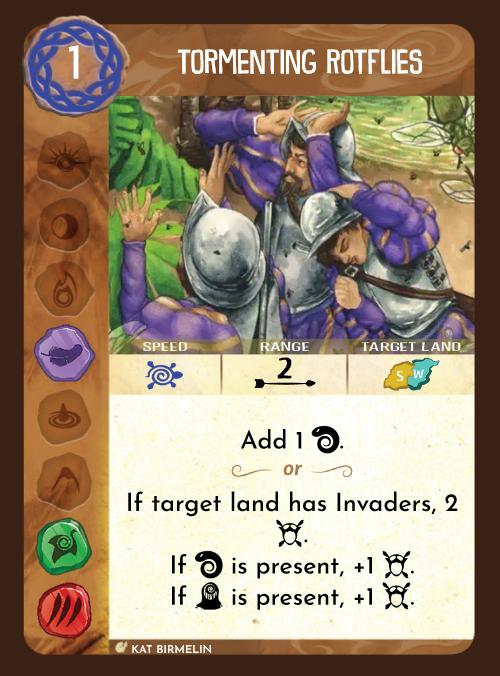 1
TORMENTING ROTFLIES
SPEED RANGE TARGET LAND
2 S W
Add 1 .
or
If target land has Invaders, 2
.
If is present, +1 .
If is present, +1 .
KAT BIRMELIN